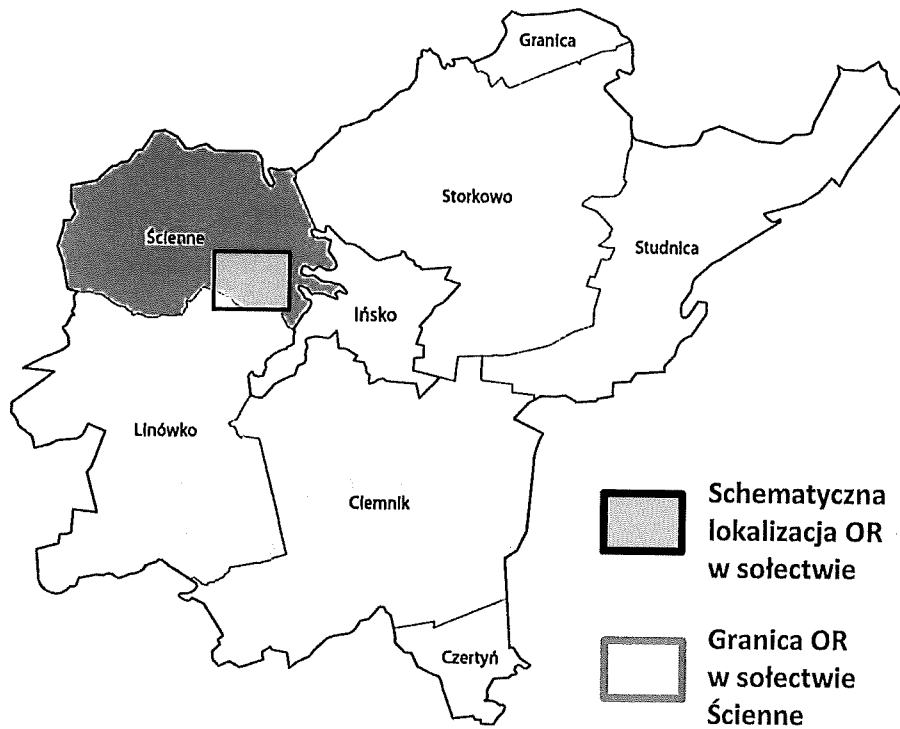 Granica
Storkowo
Ścienne
Studnica
Ińsko
Linówko
Ciemnik
Czertyń
Schematyczna
lokalizacja OR
w sołectwie
Granica OR
w sołectwie
Ścienne